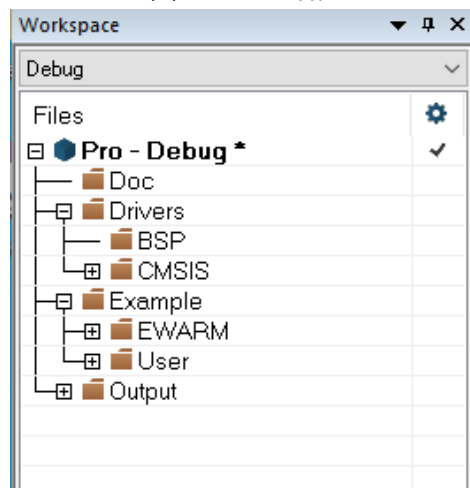 Workspace
Debug
Files
Pro - Debug *
Doc
Drivers
BSP
CMSIS
Example
EWARM
User
Output